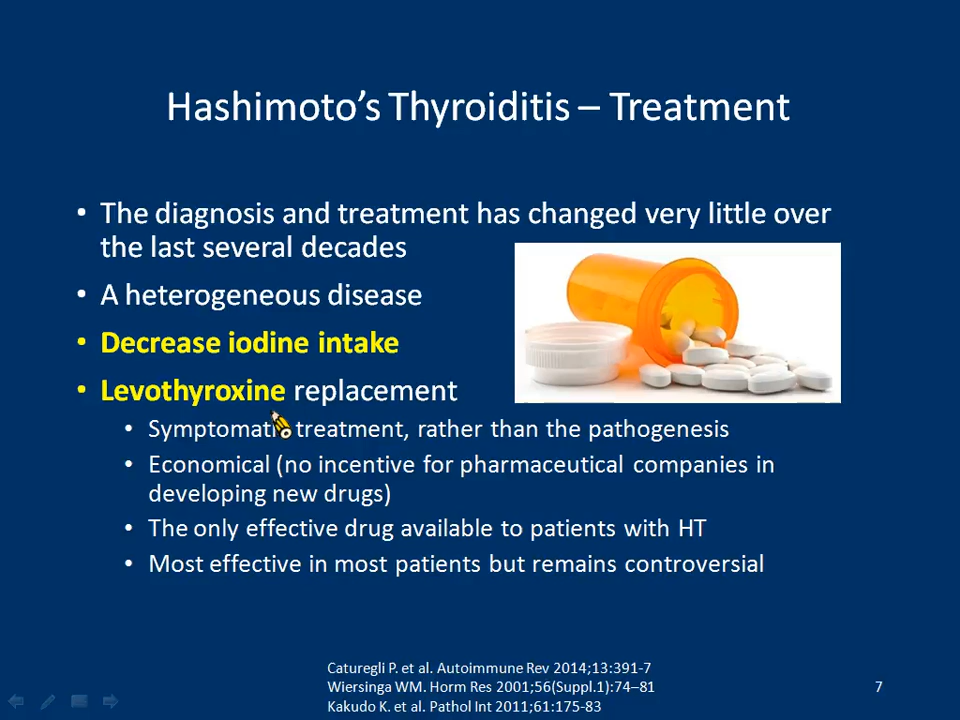 Hashimoto's Thyroiditis – Treatment
• The diagnosis and treatment has changed very little over
the last several decades
• A heterogeneous disease
• Decrease iodine intake
• Levothyroxine replacement
• Symptomatic treatment, rather than the pathogenesis
• Economical (no incentive for pharmaceutical companies in
developing new drugs)
• The only effective drug available to patients with HT
• Most effective in most patients but remains controversial
Caturegli P. et al. Autoimmune Rev 2014;13:391-7
Wiersinga WM. Horm Res 2001;56(Suppl.1):74–81
Kakudo K. et al. Pathol Int 2011;61:175-83
7